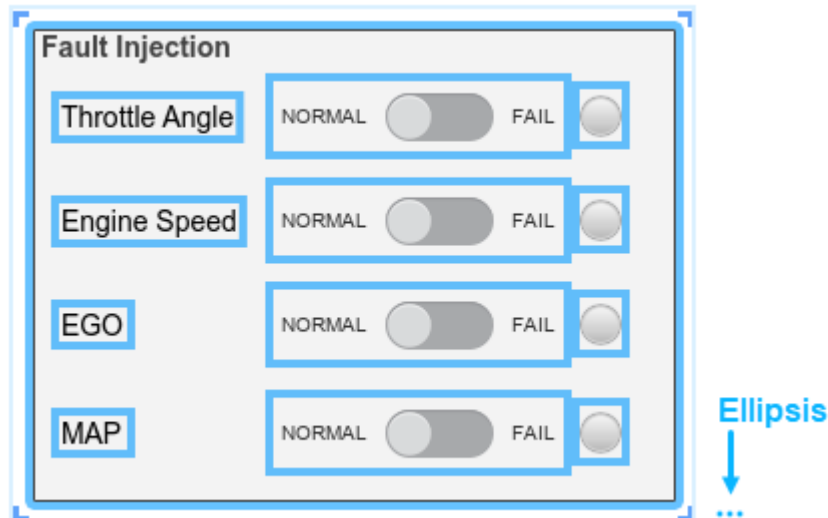 Fault Injection
Throttle Angle NORMAL FAIL
Engine Speed NORMAL FAIL
EGO NORMAL FAIL
MAP NORMAL FAIL
Ellipsis
...